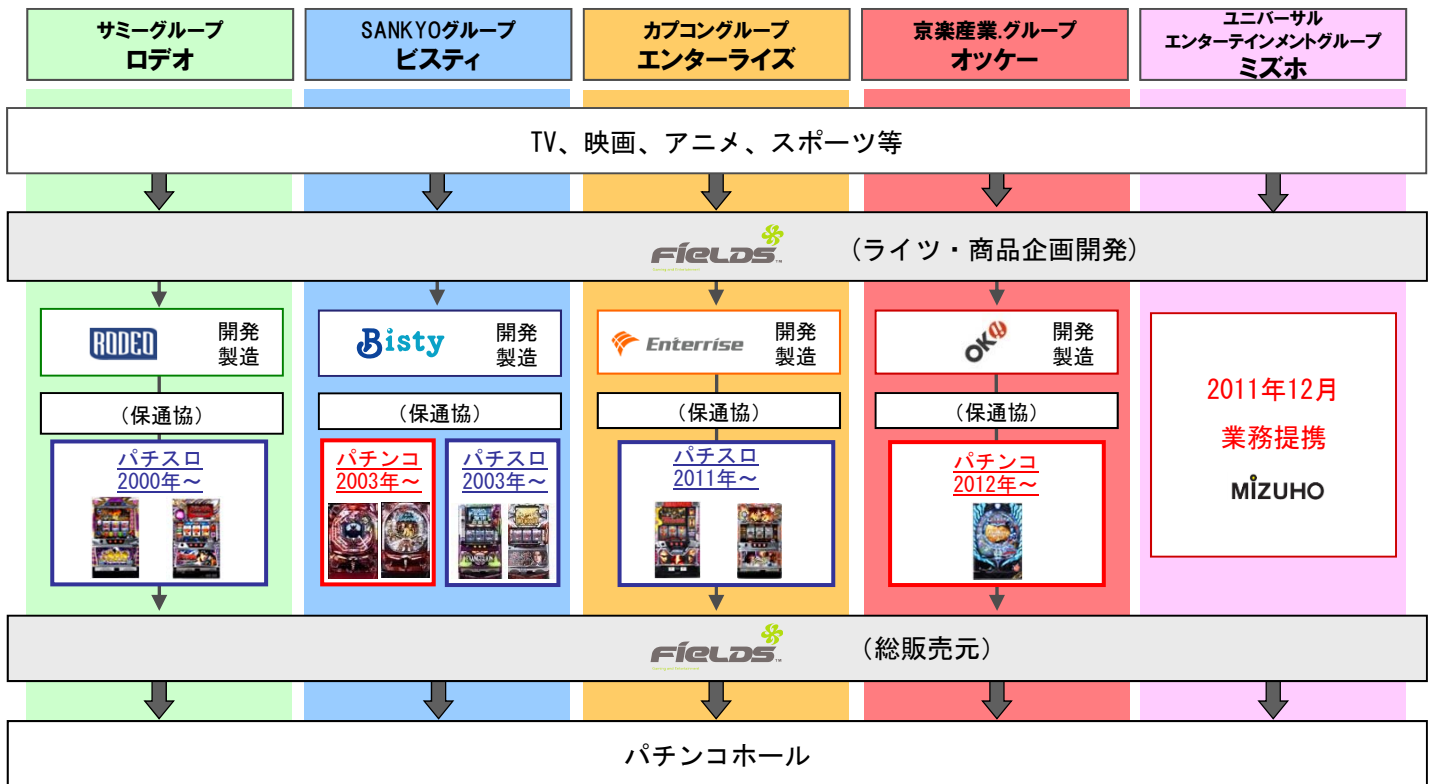 サミーグループ
ロデオ
SANKYOグループ
ビスティ
カプコングループ
エンターライズ
京楽産業.グループ
オッケー
ユニバーサル
エンターテインメントグループ
ミズホ
TV、映画、アニメ、スポーツ等
FIELDS
(ライツ・商品企画開発)
RODEO
開発
製造
Bisty
開発
製造
Enterrise
開発
製造
OK!!
開発
製造
2011年12月
業務提携
MIZUHO
(保通協)
(保通協)
(保通協)
(保通協)
パチスロ
2000年～
パチンコ
2003年～
パチスロ
2003年～
パチスロ
2011年～
パチンコ
2012年～
FIELDS
(総販売元)
パチンコホール